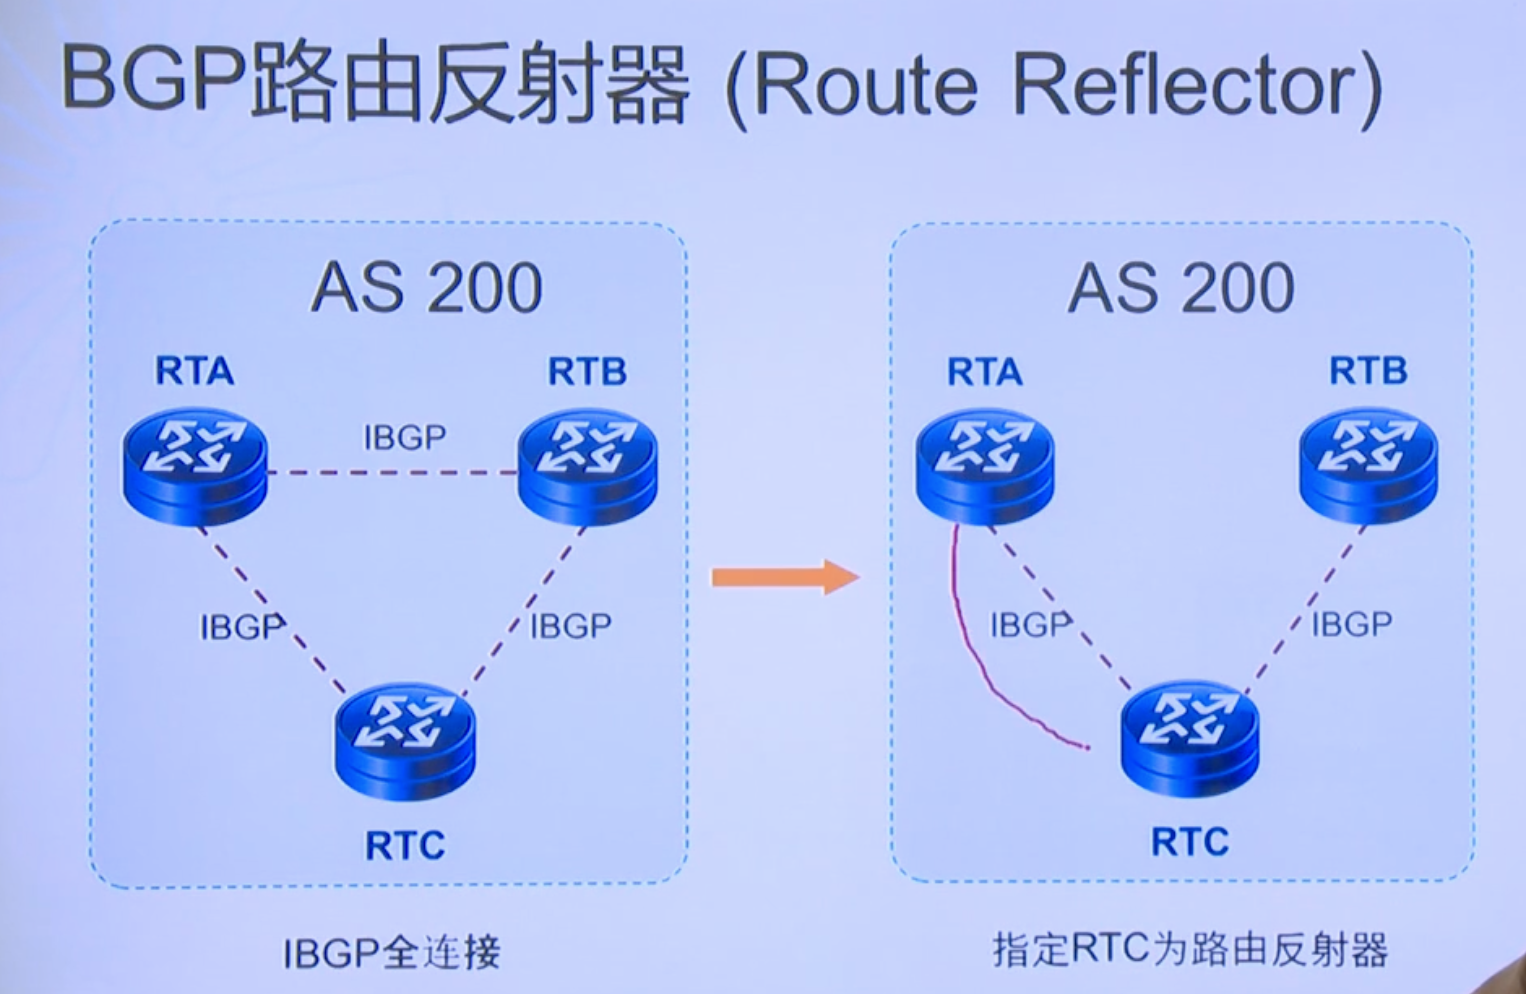 BGP路由反射器 (Route Reflector)
AS 200
RTA
RTB
IBGP
IBGP
IBGP
RTC
IBGP全连接
AS 200
RTA
RTB
IBGP
IBGP
RTC
指定RTC为路由反射器